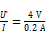 U/I = 4 V/0.2 A